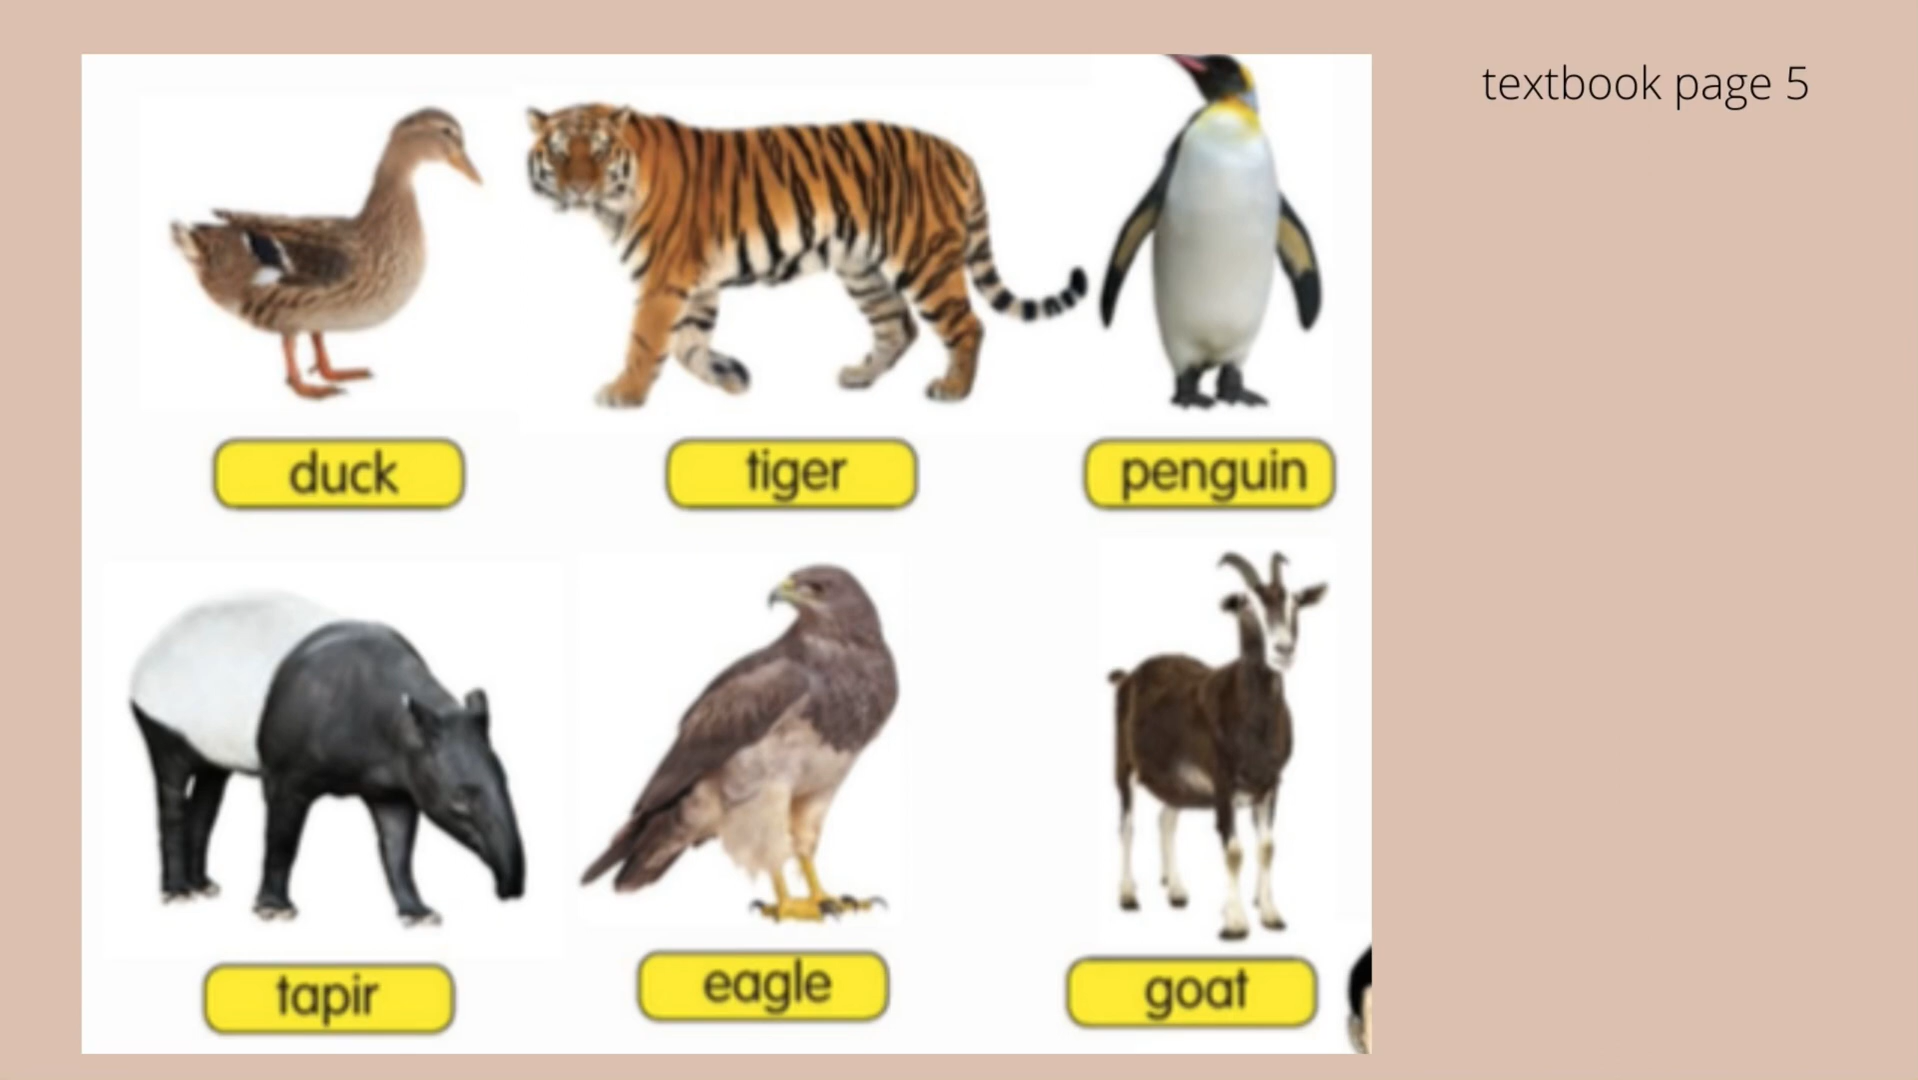 textbook page 5
duck
tiger
penguin
tapir
eagle
goat